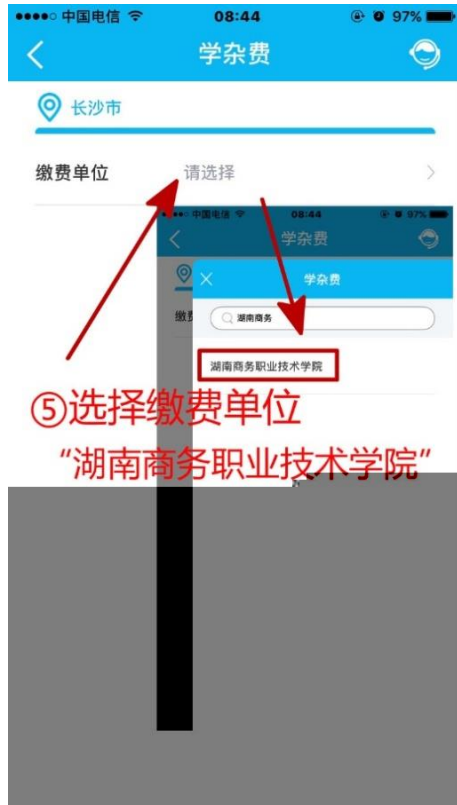 中国电信 08:44 97%
学杂费
长沙市
缴费单位 请选择
中国电信 08:44 97%
学杂费
学杂费
缴费
湖南商务
湖南商务职业技术学院
⑤选择缴费单位
“湖南商务职业技术学院”